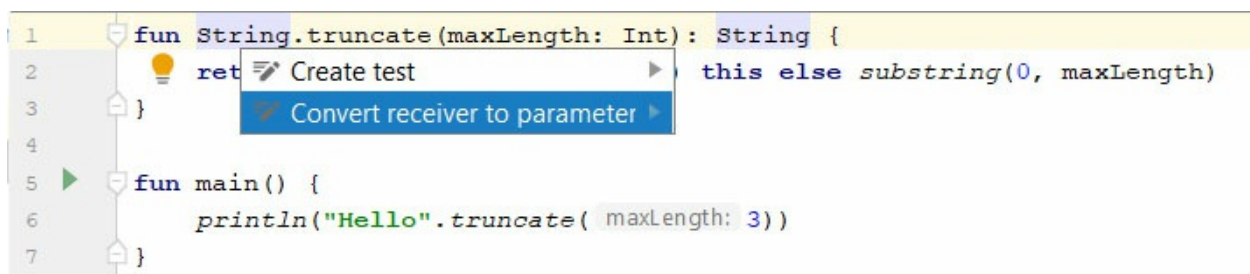 1 fun String.truncate(maxLength: Int): String {
2 ret this else substring(0, maxLength)
Create test
3 }
Convert receiver to parameter
4
5 fun main() {
6 println("Hello".truncate( maxLength: 3))
7 }